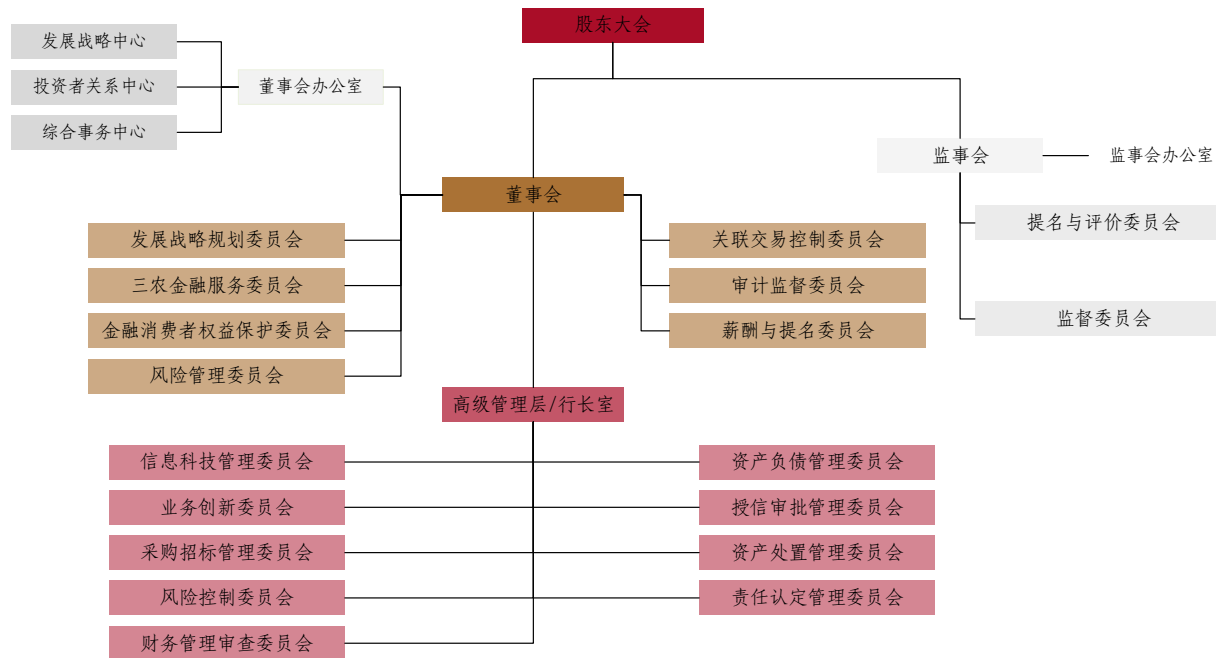 股东大会
发展战略中心
投资者关系中心
综合事务中心
董事会办公室
监事会
监事会办公室
董事会
提名与评价委员会
监督委员会
发展战略规划委员会
三农金融服务委员会
金融消费者权益保护委员会
风险管理委员会
关联交易控制委员会
审计监督委员会
薪酬与提名委员会
高级管理层/行长室
信息科技管理委员会
业务创新委员会
采购招标管理委员会
风险控制委员会
财务管理审查委员会
资产负债管理委员会
授信审批管理委员会
资产处置管理委员会
责任认定管理委员会